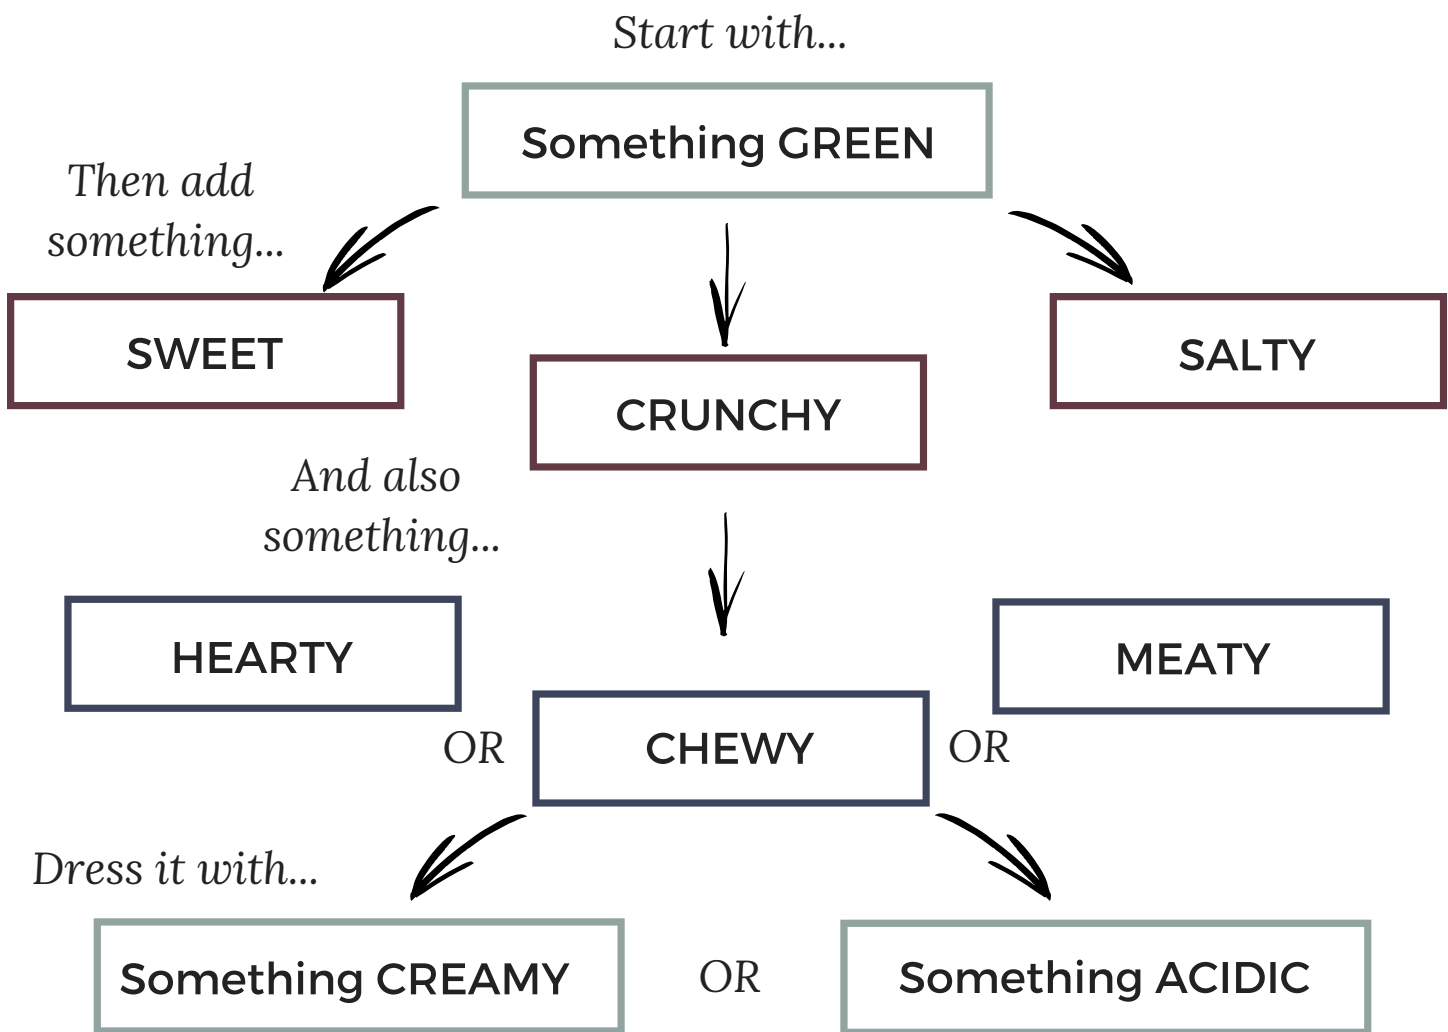 Start with...
Something GREEN
Then add
something...
SWEET
CRUNCHY
SALTY
And also
something...
HEARTY
OR
CHEWY
OR
MEATY
Dress it with...
Something CREAMY
OR
Something ACIDIC